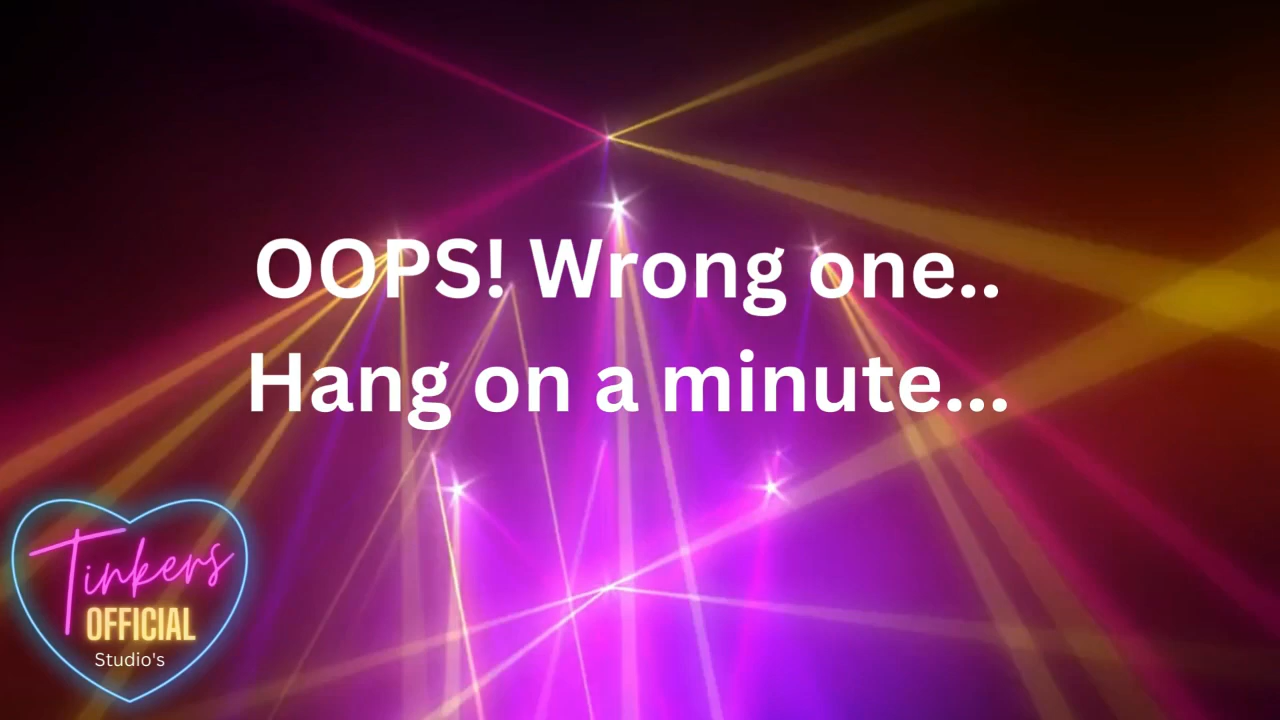 OOPS! Wrong one..
Hang on a minute...
Tinkers
OFFICIAL
Studio's